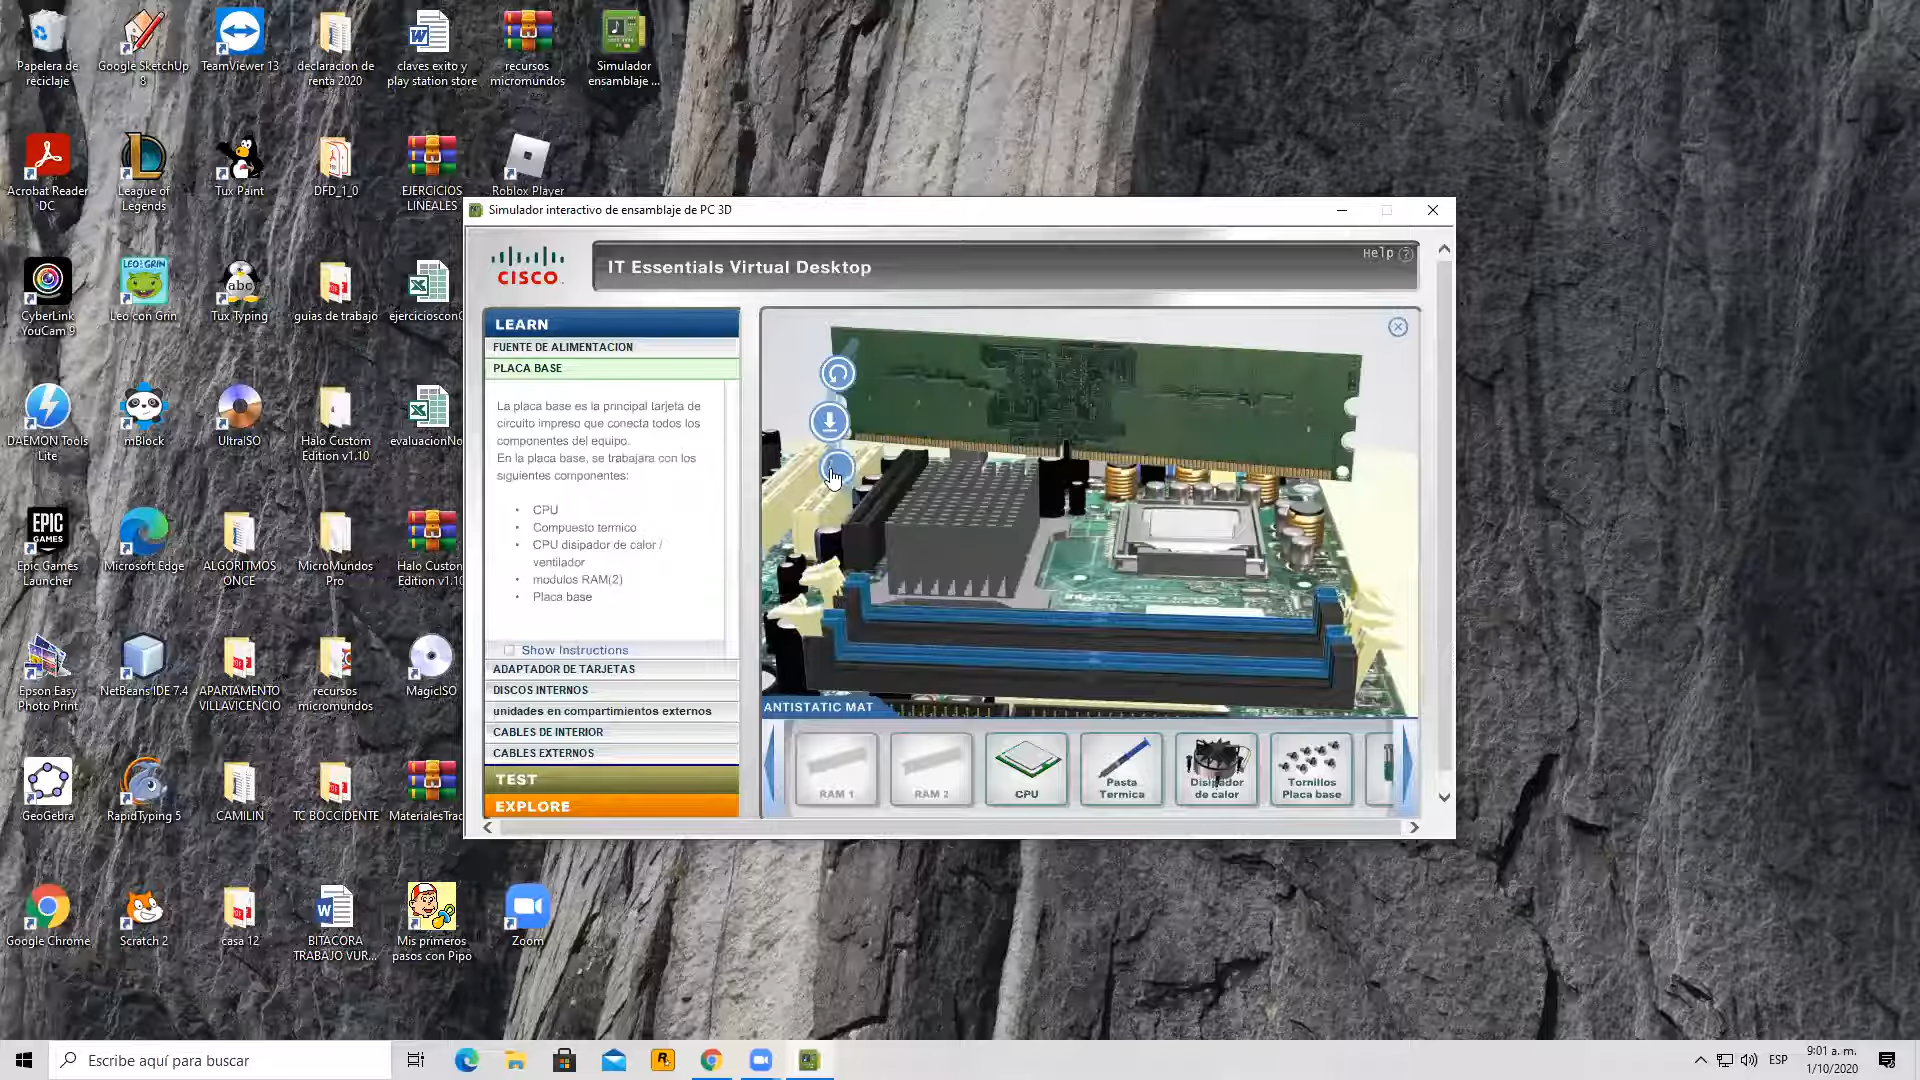 Papelera de
reciclaje
Google SketchUp
8
TeamViewer 13
declaracion de
renta 2020
claves exito y
play station store
recursos
micromundos
Simulador
ensamblaje ...
Acrobat Reader
DC
League of
Legends
Tux Paint
DFD_1_0
EJERCICIOS
LINEALES
Roblox Player
CyberLink
YouCam 9
Leo con Grin
Tux Typing
guias de trabajo
DAEMON Tools
Lite
mBlock
UltraISO
Halo Custom
Edition v1.10
Epic Games
Launcher
Microsoft Edge
ALGORITMOS
ONCE
MicroMundos
Pro
Halo Custom
Edition v1.10
Epson Easy
Photo Print
NetBeans IDE 7.4
APARTAMENTO
VILLAVICENCIO
recursos
micromundos
MagicISO
GeoGebra
RapidTyping 5
CAMILIN
TC BOCCIDENTE
Google Chrome
Scratch 2
casa 12
BITACORA
TRABAJO VUR...
Mis primeros
pasos con Pipo
Zoom
Simulador interactivo de ensamblaje de PC 3D
CISCO
IT Essentials Virtual Desktop
Help ?
LEARN
FUENTE DE ALIMENTACION
PLACA BASE
La placa base es la principal tarjeta de
circuito impreso que conecta todos los
componentes del equipo.
En la placa base, se trabajara con los
siguientes componentes:
• CPU
• Compuesto termico
• CPU disipador de calor /
ventilador
• modulos RAM(2)
• Placa base
Show Instructions
ADAPTADOR DE TARJETAS
DISCOS INTERNOS
unidades en compartimientos externos
CABLES DE INTERIOR
CABLES EXTERNOS
TEST
EXPLORE
ANTISTATIC MAT
RAM 1
RAM 2
CPU
Pasta
Termica
Disipador
de calor
Tornillos
Placa base
Escribe aquí para buscar
ESP
9:01 a. m.
1/10/2020